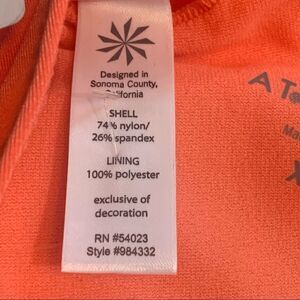 Designed in
Sonoma County,
California
SHELL
74% nylon/
26% spandex
LINING
100% polyester
exclusive of
decoration
RN #54023
Style #984332
A T
X